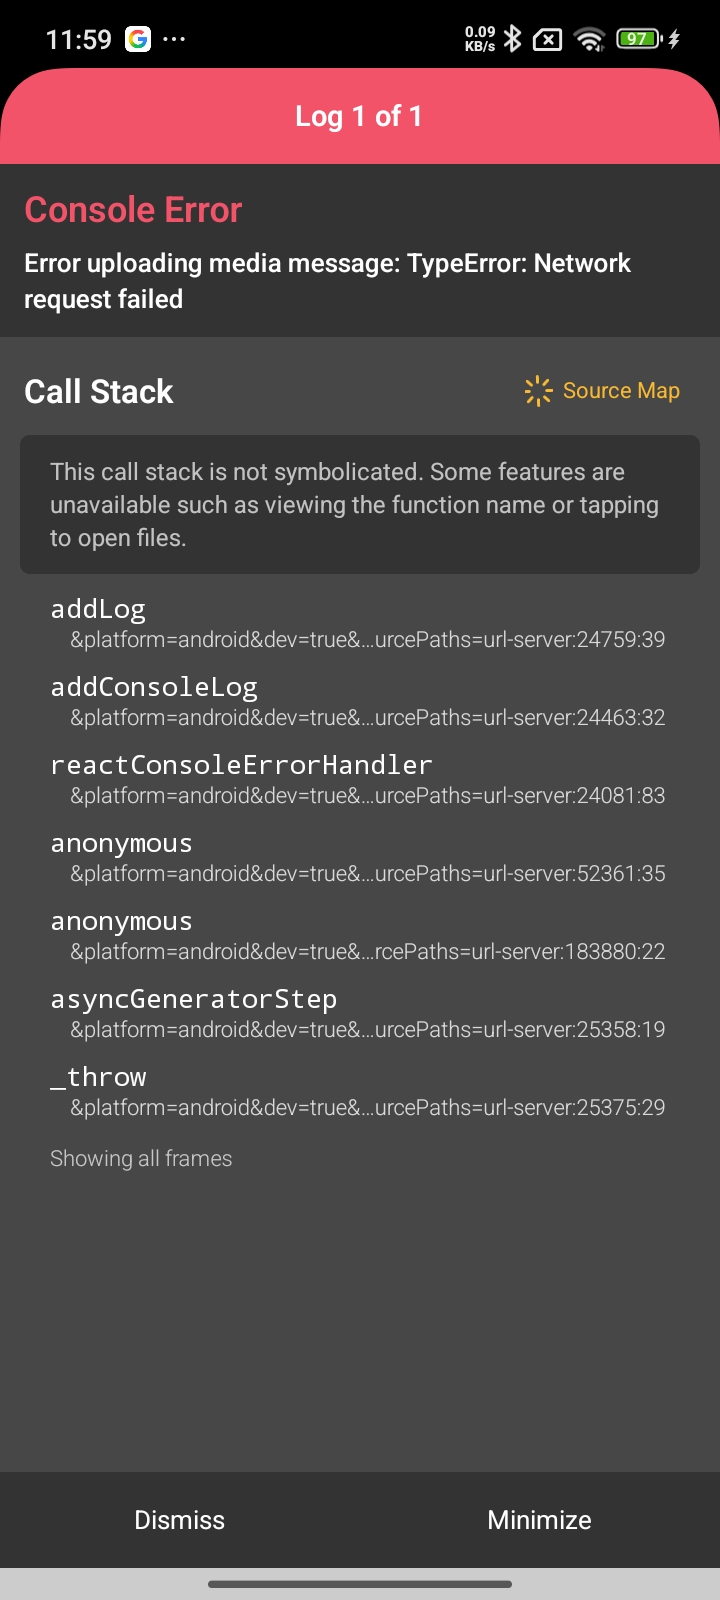 11:59 G ...
0.09
KB/s
97
Log 1 of 1
Console Error
Error uploading media message: TypeError: Network
request failed
Call Stack
Source Map
This call stack is not symbolicated. Some features are
unavailable such as viewing the function name or tapping
to open files.
addLog
&platform=android&dev=true&...urcePaths=url-server:24759:39
addConsoleLog
&platform=android&dev=true&...urcePaths=url-server:24463:32
reactConsoleErrorHandler
&platform=android&dev=true&...urcePaths=url-server:24081:83
anonymous
&platform=android&dev=true&...urcePaths=url-server:52361:35
anonymous
&platform=android&dev=true&...rcePaths=url-server:183880:22
asyncGeneratorStep
&platform=android&dev=true&...urcePaths=url-server:25358:19
_throw
&platform=android&dev=true&...urcePaths=url-server:25375:29
Showing all frames
Dismiss
Minimize